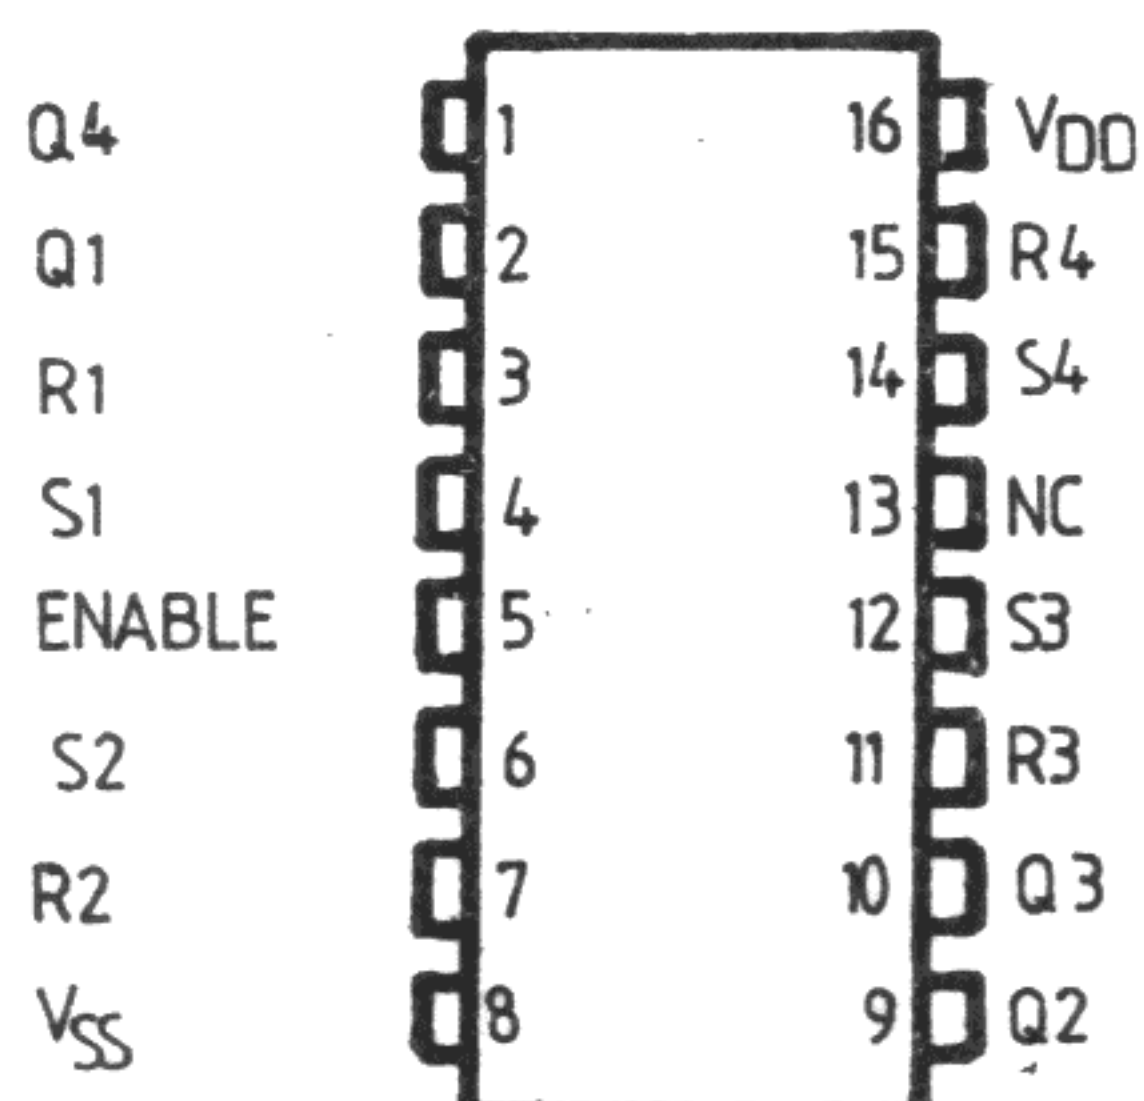 Q4 1 16 VDD
Q1 2 15 R4
R1 3 14 S4
S1 4 13 NC
ENABLE 5 12 S3
S2 6 11 R3
R2 7 10 Q3
VSS 8 9 Q2